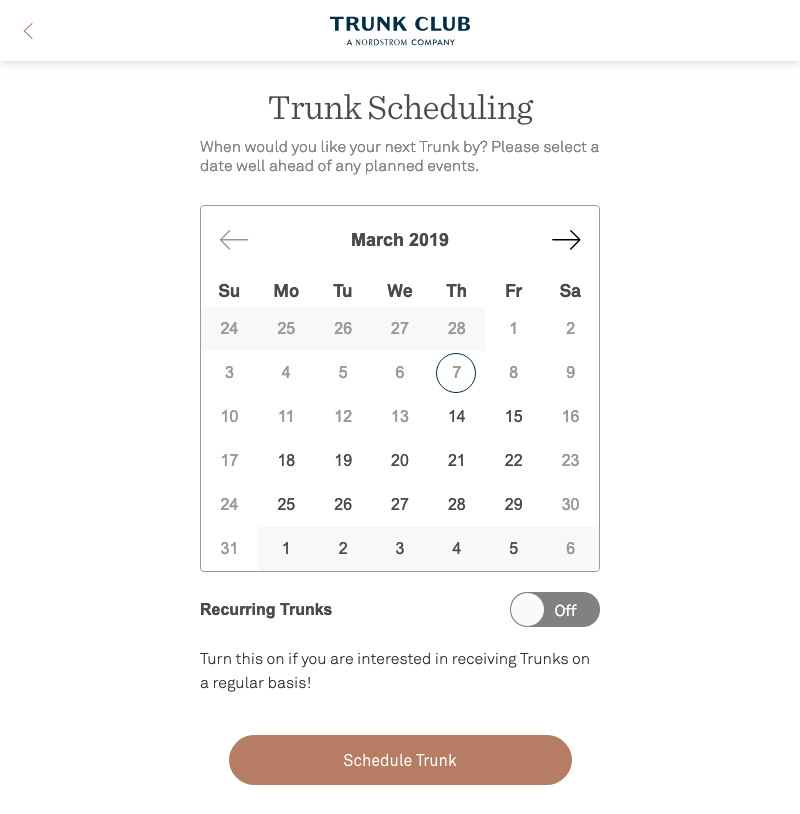 TRUNK CLUB
A NORDSTROM COMPANY
Trunk Scheduling
When would you like your next Trunk by? Please select a
date well ahead of any planned events.
March 2019
Su Mo Tu We Th Fr Sa
24 25 26 27 28 1 2
3 4 5 6 7 8 9
10 11 12 13 14 15 16
17 18 19 20 21 22 23
24 25 26 27 28 29 30
31 1 2 3 4 5 6
Recurring Trunks Off
Turn this on if you are interested in receiving Trunks on
a regular basis!
Schedule Trunk